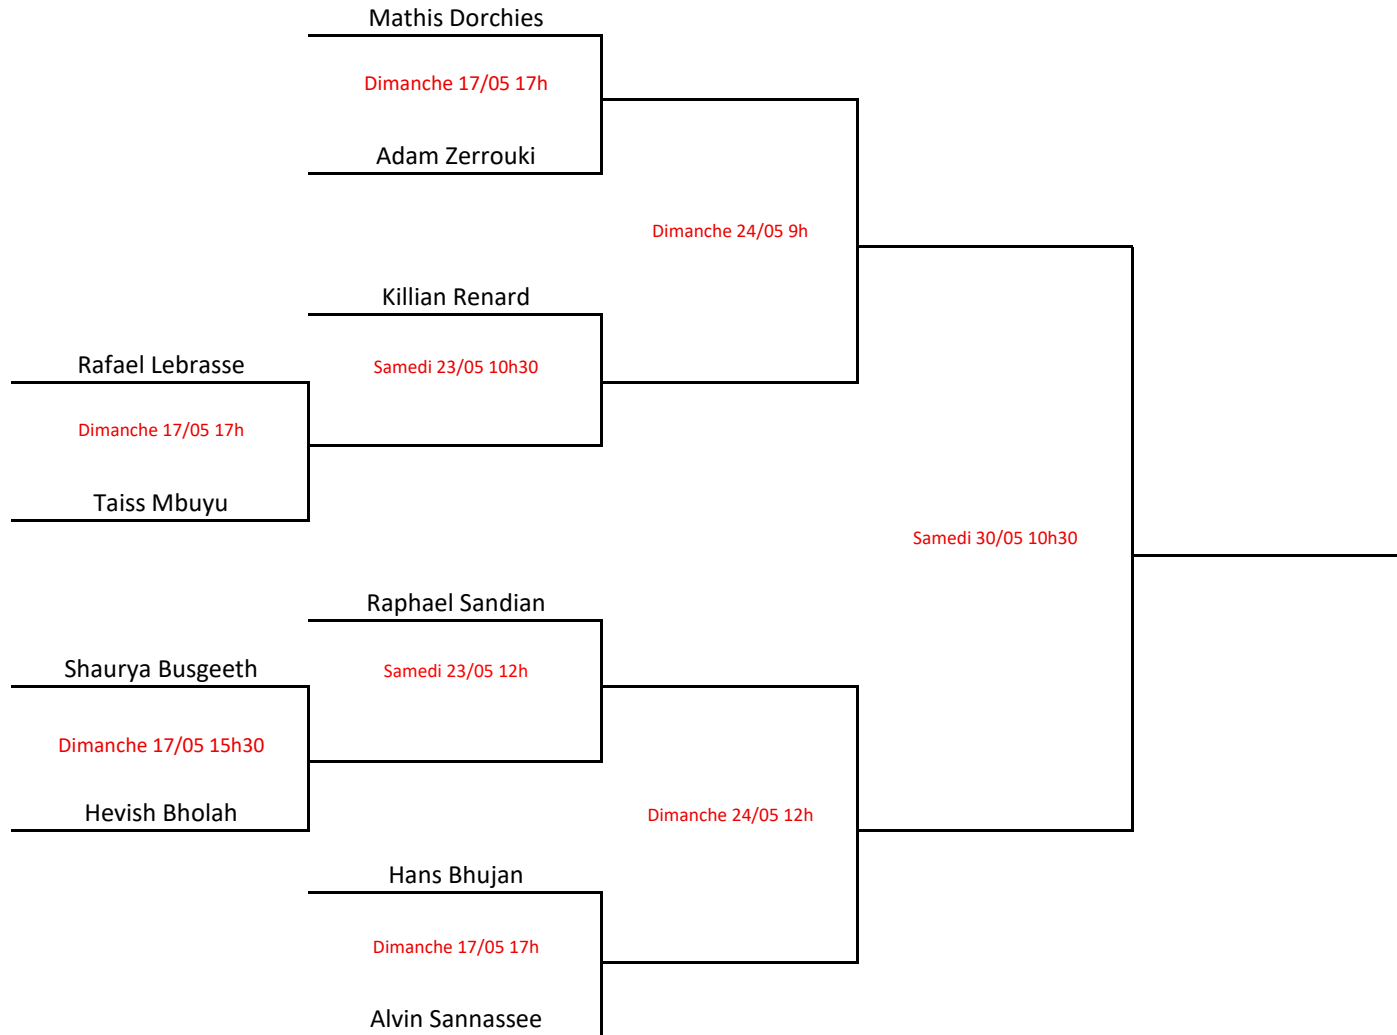 Mathis Dorchies
Dimanche 17/05 17h
Adam Zerrouki
Dimanche 24/05 9h
Killian Renard
Rafael Lebrasse
Samedi 23/05 10h30
Dimanche 17/05 17h
Taiss Mbuyu
Samedi 30/05 10h30
Raphael Sandian
Shaurya Busgeeth
Samedi 23/05 12h
Dimanche 17/05 15h30
Hevish Bholah
Dimanche 24/05 12h
Hans Bhujan
Dimanche 17/05 17h
Alvin Sannassee